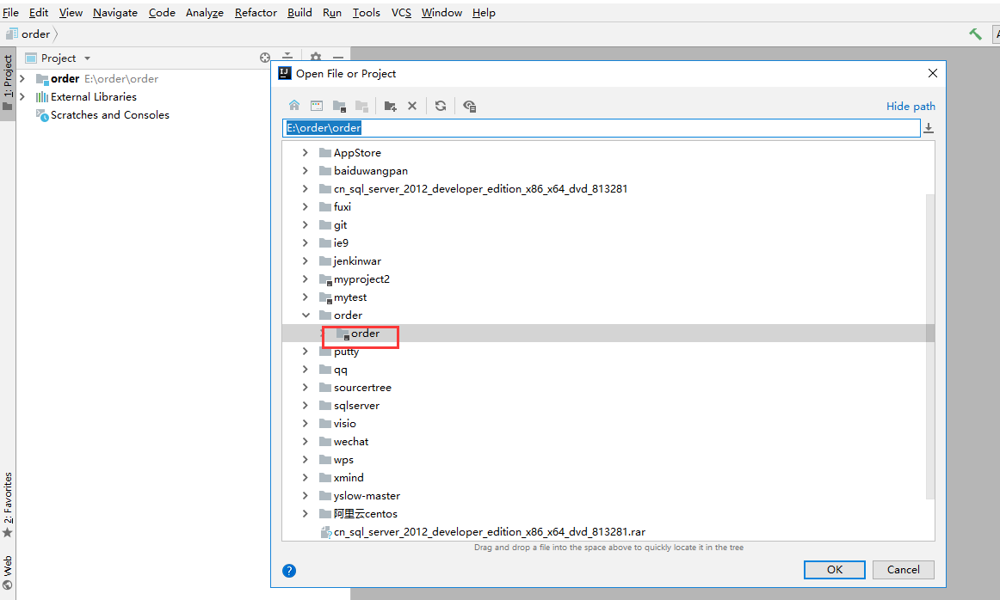 File Edit View Navigate Code Analyze Refactor Build Run Tools VCS Window Help
order
A
1: Project
Project
order E:\order\order
External Libraries
Scratches and Consoles
2: Favorites
Web
IJ Open File or Project
Hide path
E:\order\order
AppStore
baiduwangpan
cn_sql_server_2012_developer_edition_x86_x64_dvd_813281
fuxi
git
ie9
jenkinwar
myproject2
mytest
order
order
putty
qq
sourcertree
sqlserver
visio
wechat
wps
xmind
yslow-master
阿里云centos
cn_sql_server_2012_developer_edition_x86_x64_dvd_813281.rar
Drag and drop a file into the space above to quickly locate it in the tree
?
OK Cancel